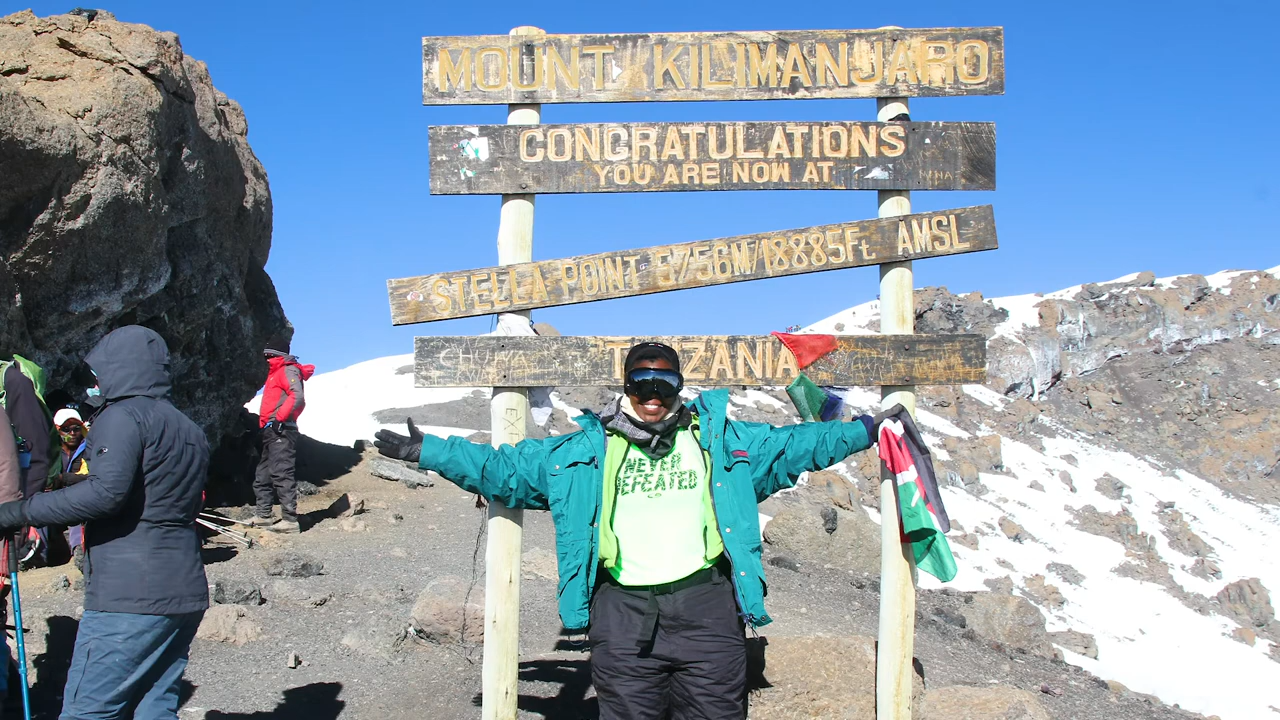 MOUNT KILIMANJARO
CONGRATULATIONS
YOU ARE NOW AT
STELLA POINT 5756M/18885Ft AMSL
TANZANIA
NEVER
DEFEATED